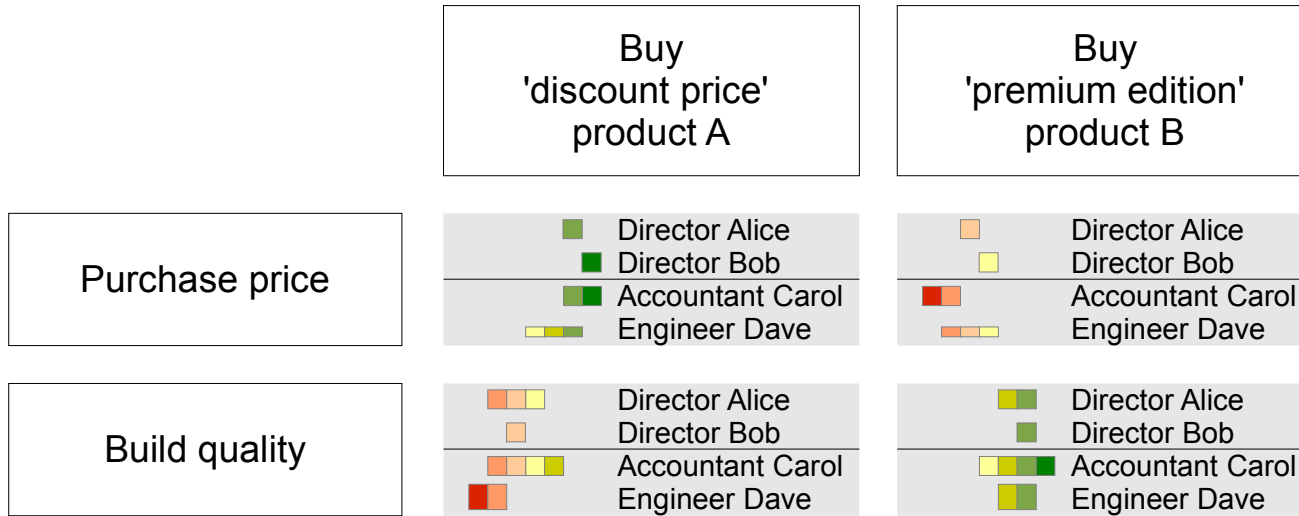 Buy
'discount price'
product A
Buy
'premium edition'
product B
Purchase price
Director Alice
Director Bob
Accountant Carol
Engineer Dave
Director Alice
Director Bob
Accountant Carol
Engineer Dave
Build quality
Director Alice
Director Bob
Accountant Carol
Engineer Dave
Director Alice
Director Bob
Accountant Carol
Engineer Dave